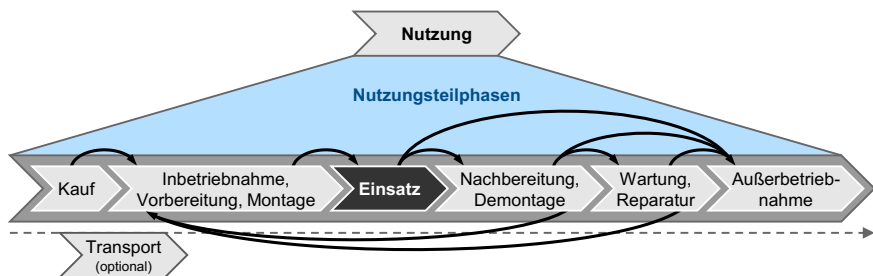 Nutzung
Nutzungsteilphasen
Kauf
Inbetriebnahme,
Vorbereitung, Montage
Einsatz
Nachbereitung,
Demontage
Wartung,
Reparatur
Außerbetrieb-
nahme
Transport
(optional)